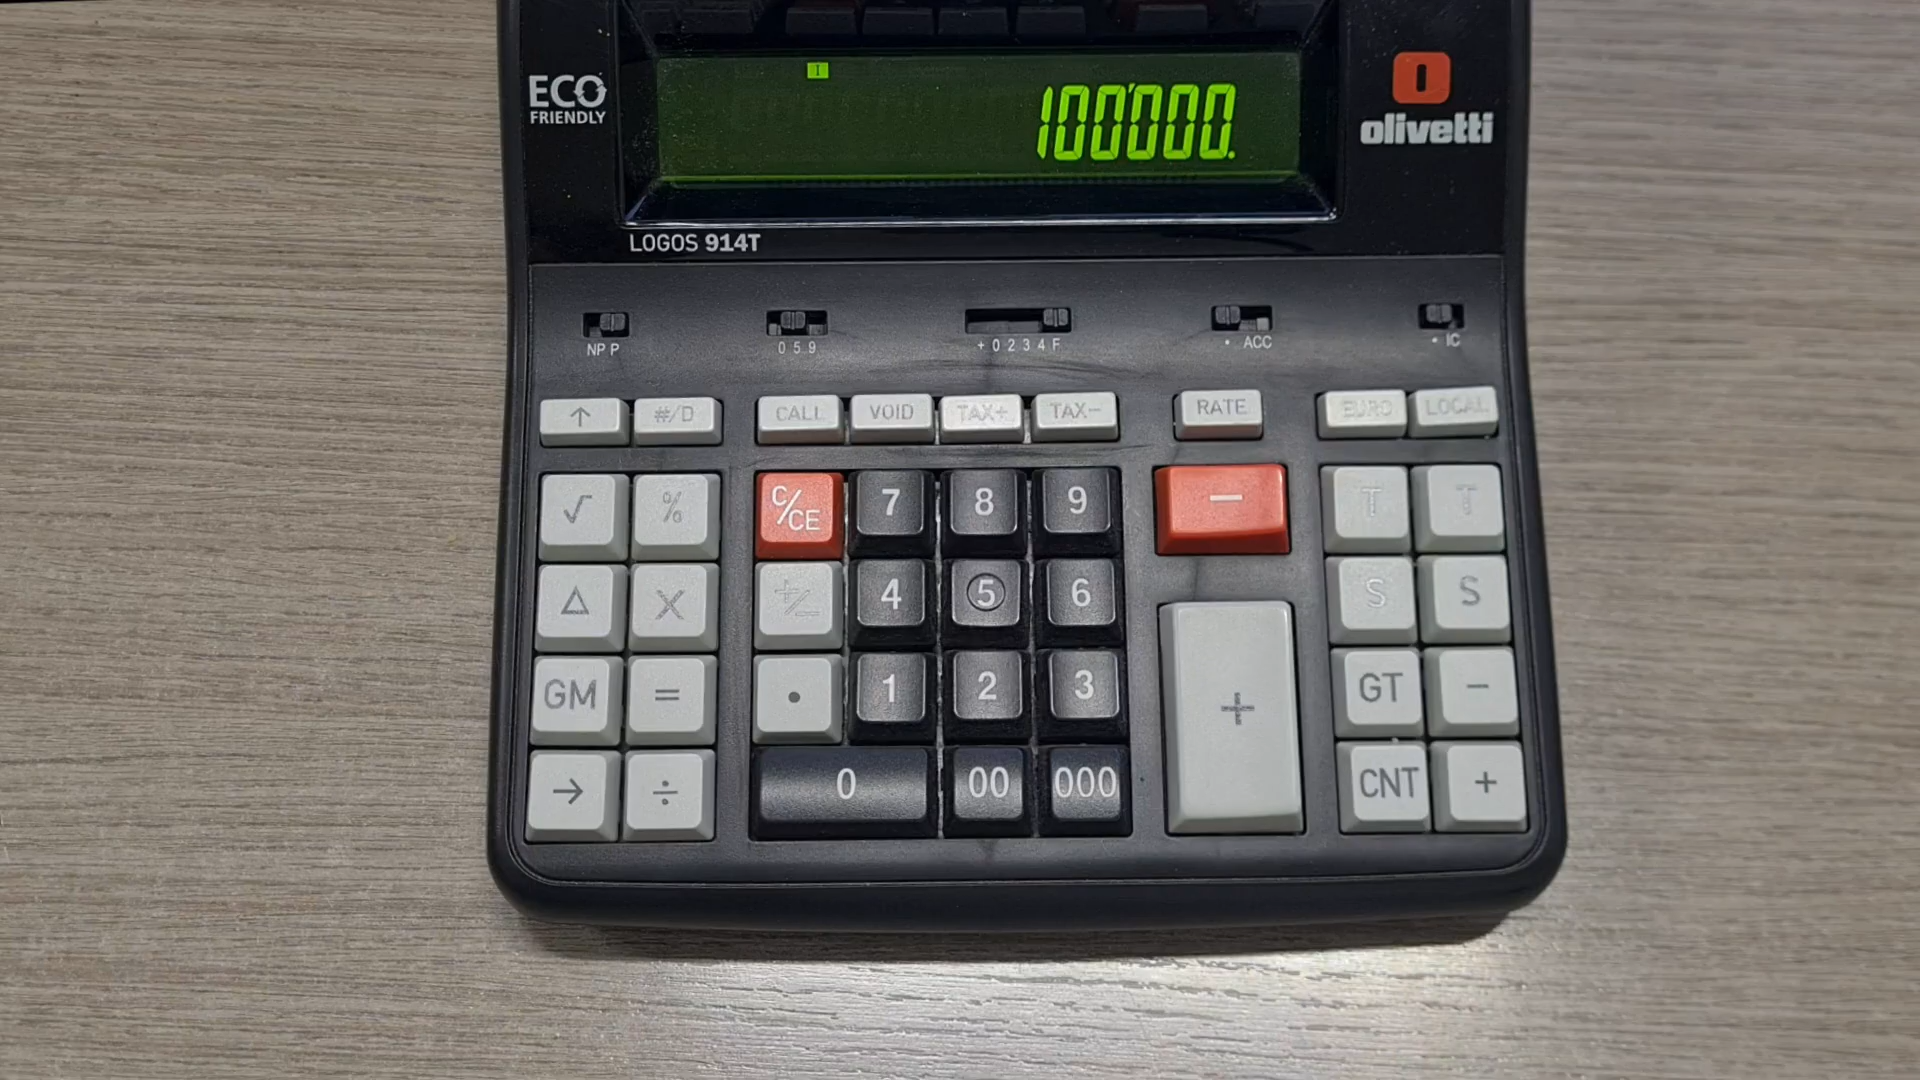 I
100'000.
ECO
FRIENDLY
olivetti
LOGOS 914T
NP P
0 5 9
+ 0 2 3 4 F
• ACC
• IC
↑ #/D CALL VOID TAX+ TAX− RATE EURO LOCAL
√ % C/CE 7 8 9 − T T
△ X +/− 4 5 6 S S
GM = • 1 2 3 + GT −
→ ÷ 0 00 000 CNT +